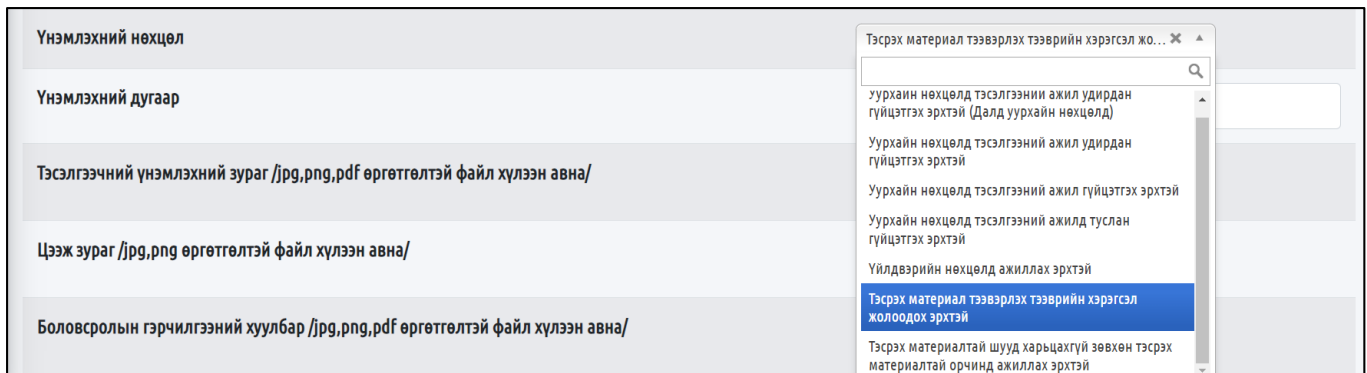 Үнэмлэхний нөхцөл
Тэсрэх материал тээвэрлэх тээврийн хэрэгсэл жо...
Үнэмлэхний дугаар
Уурхайн нөхцөлд тэсэлгээний ажил удирдан
гүйцэтгэх эрхтэй (Далд уурхайн нөхцөлд)
Уурхайн нөхцөлд тэсэлгээний ажил удирдан
гүйцэтгэх эрхтэй
Тэсэлгээчний үнэмлэхний зураг /jpg,png,pdf өргөтгөлтэй файл хүлээн авна/
Уурхайн нөхцөлд тэсэлгээний ажил гүйцэтгэх эрхтэй
Уурхайн нөхцөлд тэсэлгээний ажилд туслан
гүйцэтгэх эрхтэй
Цээж зураг /jpg,png өргөтгөлтэй файл хүлээн авна/
Үйлдвэрийн нөхцөлд ажиллах эрхтэй
Тэсрэх материал тээвэрлэх тээврийн хэрэгсэл
жолоодох эрхтэй
Боловсролын гэрчилгээний хуулбар /jpg,png,pdf өргөтгөлтэй файл хүлээн авна/
Тэсрэх материалтай шууд харьцахгүй зөвхөн тэсрэх
материалтай орчинд ажиллах эрхтэй